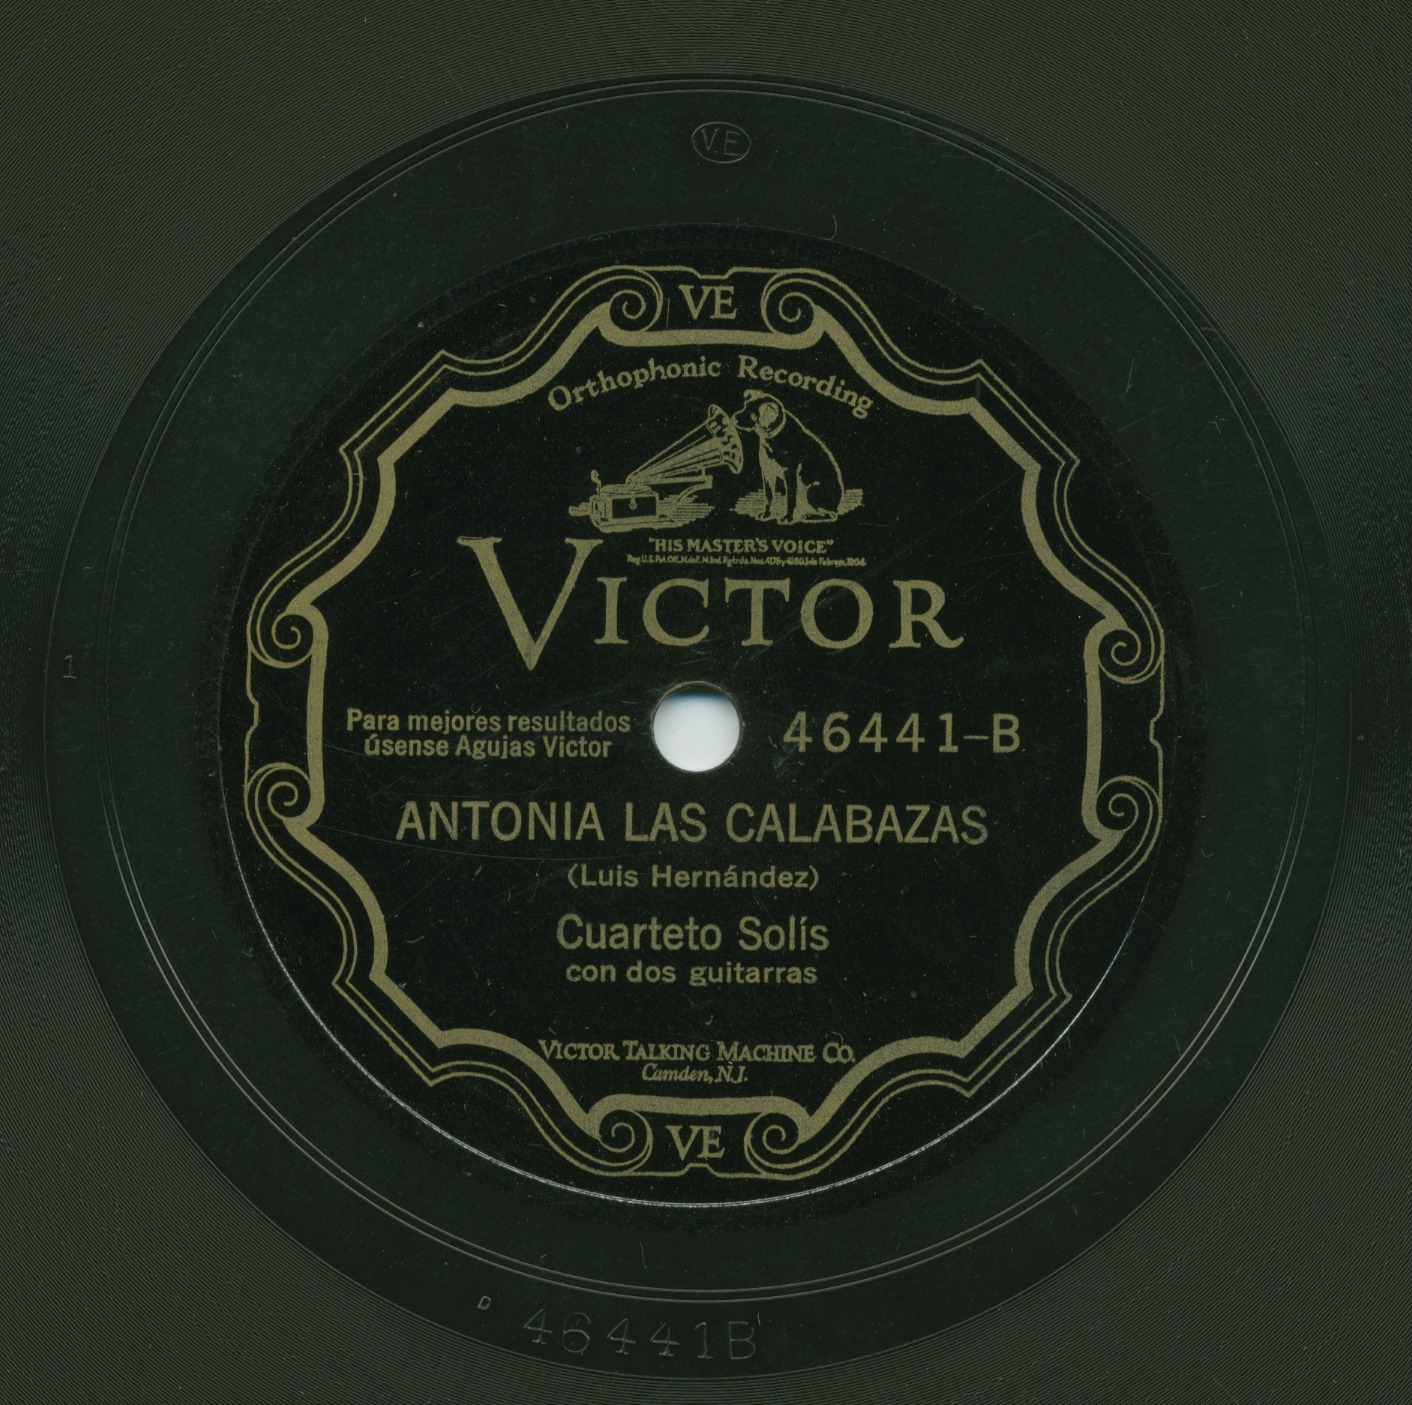 V.E
VE
Orthophonic Recording
"HIS MASTER'S VOICE"
VICTOR
1
Para mejores resultados
úsense Agujas Victor
46441-B
ANTONIA LAS CALABAZAS
(Luis Hernández)
Cuarteto Solís
con dos guitarras
VICTOR TALKING MACHINE CO.
Camden, N.J.
VE
D
46441B